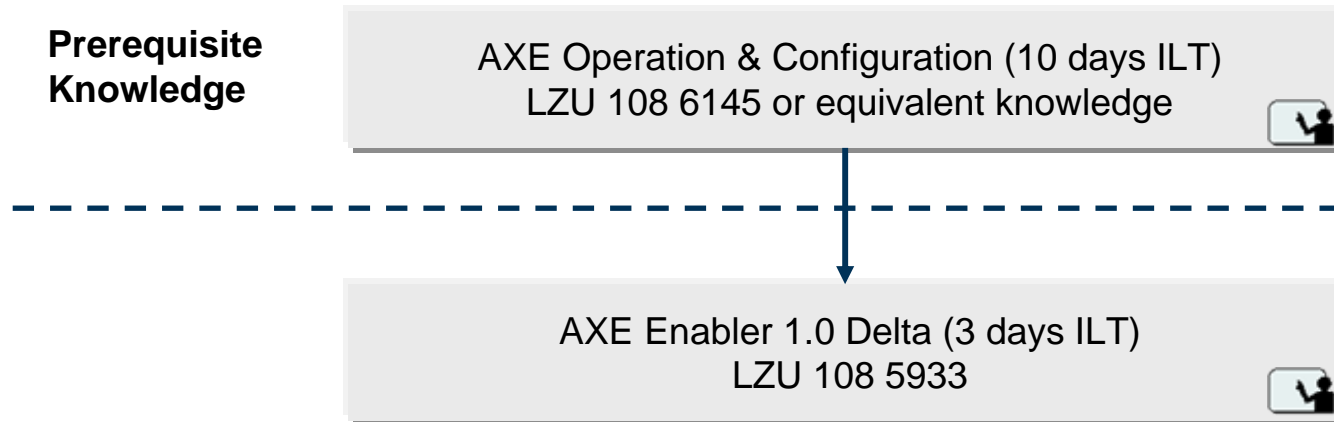 Prerequisite
Knowledge
AXE Operation & Configuration (10 days ILT)
LZU 108 6145 or equivalent knowledge
AXE Enabler 1.0 Delta (3 days ILT)
LZU 108 5933